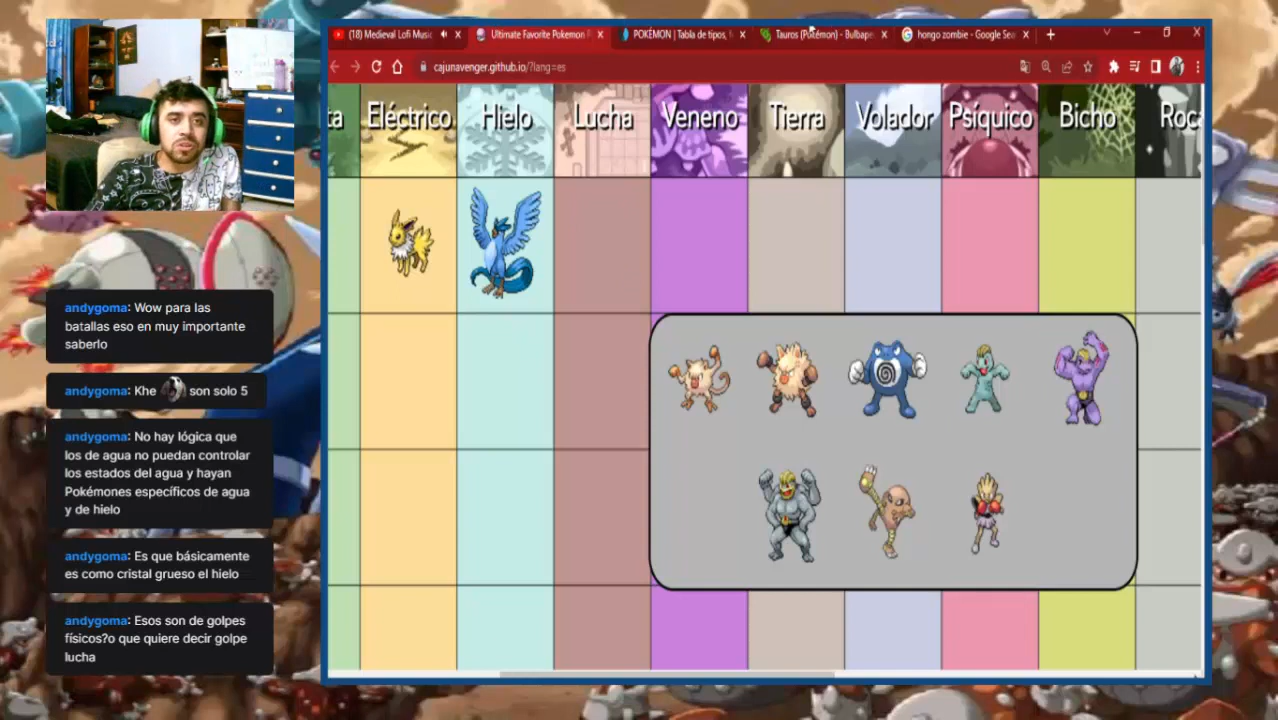 (18) Medieval Lofi Music
Ultimate Favorite Pokemon P
POKÉMON | Tabla de tipos,
Tauros (Pokémon) - Bulbape
hongo zombie - Google Sea
cajunavenger.github.io/?lang=es
ta
Eléctrico
Hielo
Lucha
Veneno
Tierra
Volador
Psíquico
Bicho
Roca
andygoma: Wow para las
batallas eso en muy importante
saberlo
andygoma: Khe son solo 5
andygoma: No hay lógica que
los de agua no puedan controlar
los estados del agua y hayan
Pokémones específicos de agua
y de hielo
andygoma: Es que básicamente
es como cristal grueso el hielo
andygoma: Esos son de golpes
físicos?o que quiere decir golpe
lucha